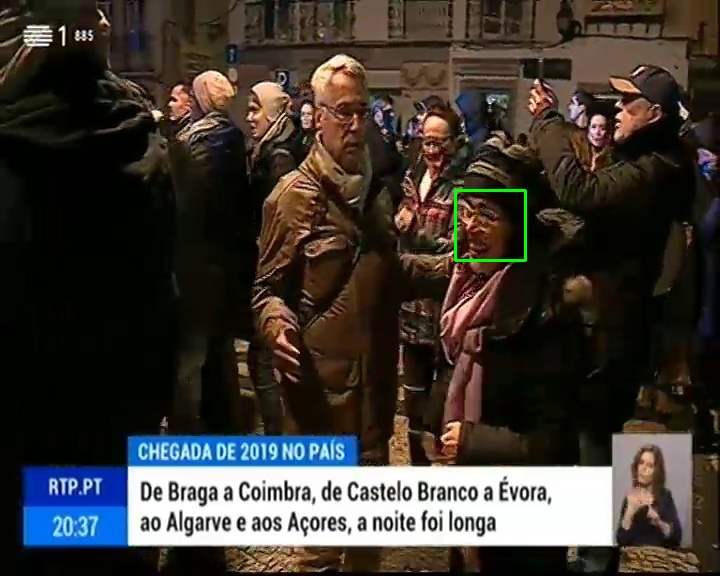 1 885
CHEGADA DE 2019 NO PAÍS
RTP.PT
20:37
De Braga a Coimbra, de Castelo Branco a Évora,
ao Algarve e aos Açores, a noite foi longa